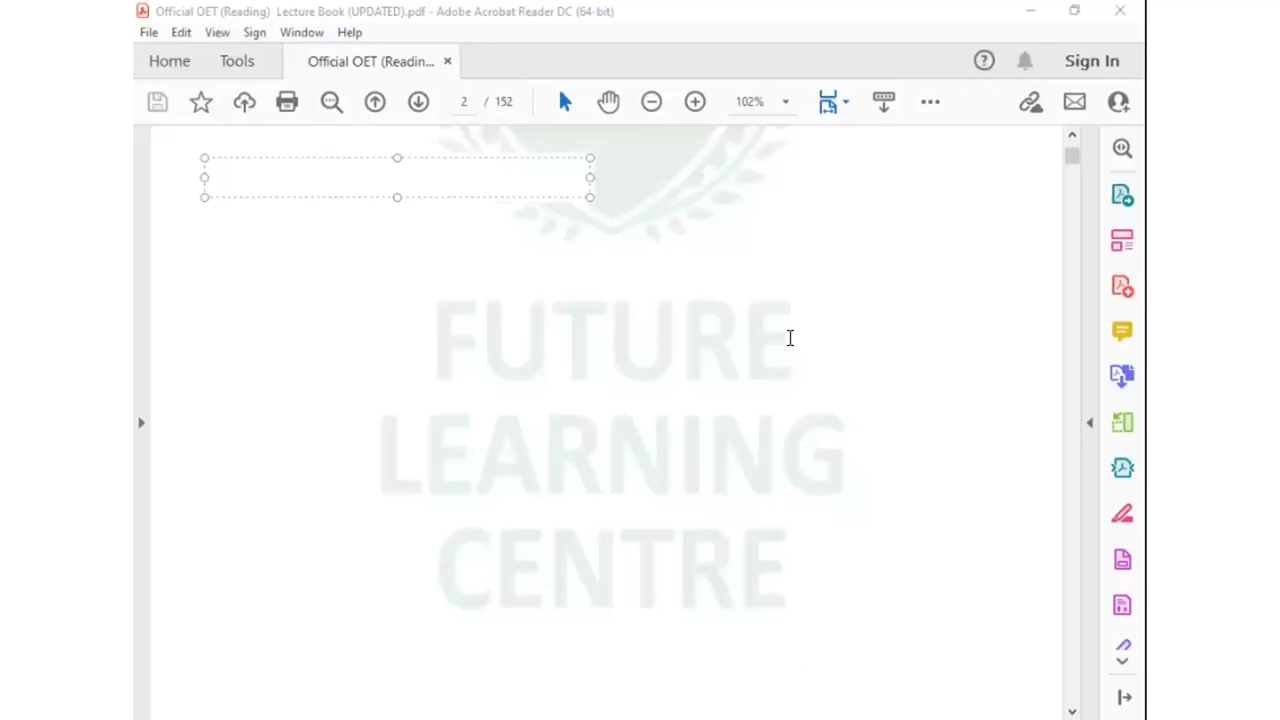 Official OET (Reading) Lecture Book (UPDATED).pdf - Adobe Acrobat Reader DC (64-bit)
File Edit View Sign Window Help
Home Tools Official OET (Readin... Sign In
2 / 152 102%
FUTURE
LEARNING
CENTRE